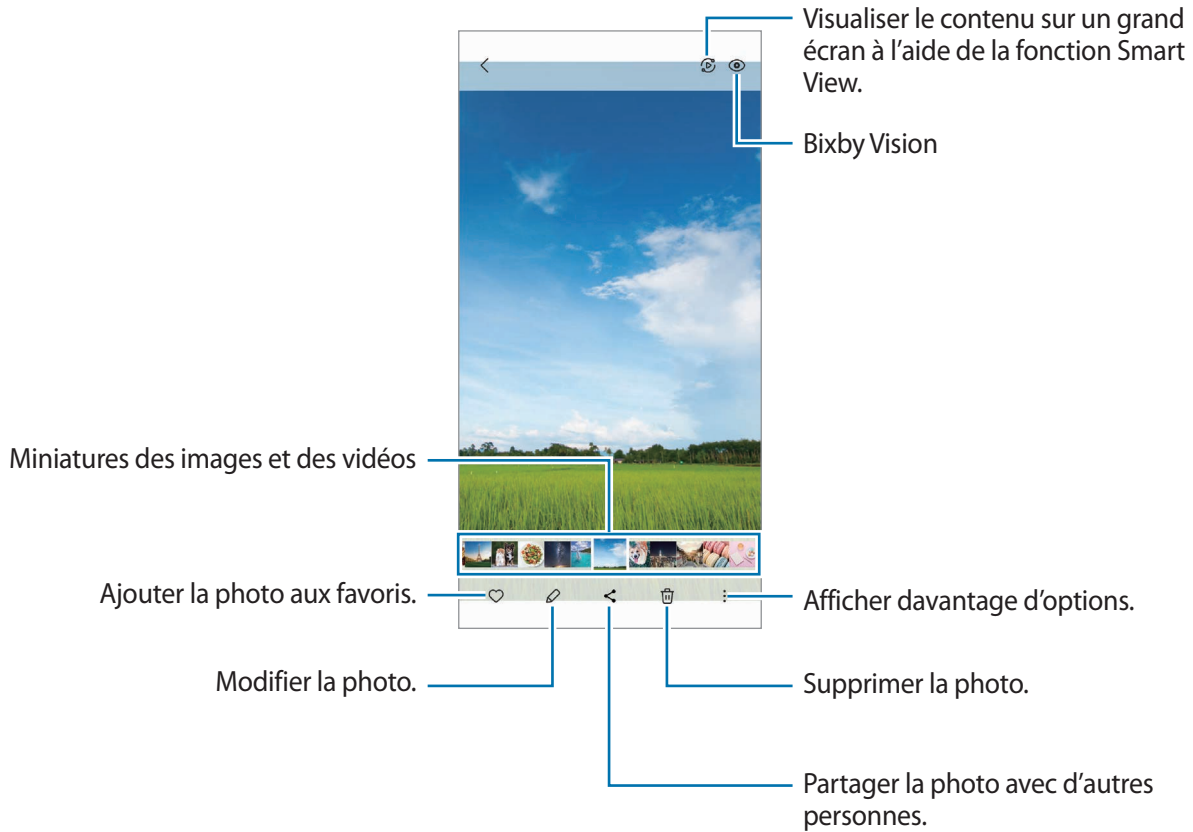 Visualiser le contenu sur un grand
écran à l’aide de la fonction Smart
View.
Bixby Vision
Miniatures des images et des vidéos
Ajouter la photo aux favoris.
Afficher davantage d’options.
Modifier la photo.
Supprimer la photo.
Partager la photo avec d’autres
personnes.